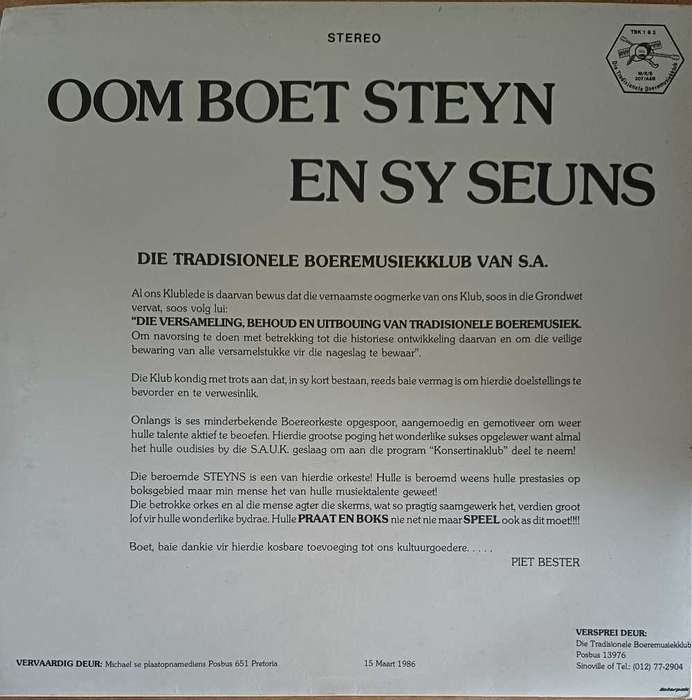 STEREO
TBK 1 & 2
M/K/B
207/AAB
Die Tradisionele Boeremusiekklub
OOM BOET STEYN
EN SY SEUNS
DIE TRADISIONELE BOEREMUSIEKKLUB VAN S.A.
Al ons Klublede is daarvan bewus dat die vernaamste oogmerke van ons Klub, soos in die Grondwet
vervat, soos volg lui:
"DIE VERSAMELING, BEHOUD EN UITBOUING VAN TRADISIONELE BOEREMUSIEK.
Om navorsing te doen met betrekking tot die historiese ontwikkeling daarvan en om die veilige
bewaring van alle versamelstukke vir die nageslag te bewaar".
Die Klub kondig met trots aan dat, in sy kort bestaan, reeds baie vermag is om hierdie doelstellings te
bevorder en te verwesinlik.
Onlangs is ses minderbekende Boereorkeste opgespoor, aangemoedig en gemotiveer om weer
hulle talente aktief te beoefen. Hierdie grootse poging het wonderlike sukses opgelewer want almal
het hulle oudisies by die S.A.U.K. geslaag om aan die program "Konsertinaklub" deel te neem!
Die beroemde STEYNS is een van hierdie orkeste! Hulle is beroemd weens hulle prestasies op
boksgebied maar min mense het van hulle musiektalent geweet!
Die betrokke orkes en al die mense agter die skerms, wat so pragtig saamgewerk het, verdien groot
lof vir hulle wonderlike bydrae. Hulle PRAAT EN BOKS nie net nie maar SPEEL ook as dit moet!!!!
Boet, baie dankie vir hierdie kosbare toevoeging tot ons kultuurgoedere. . . . .
PIET BESTER
VERSPREI DEUR:
Die Tradisionele Boeremusiekklub
Posbus 13976
Sinoville of Tel.: (012) 77-2904
VERVAARDIG DEUR: Michael se plaatopnamediens Posbus 651 Pretoria
15 Maart 1986